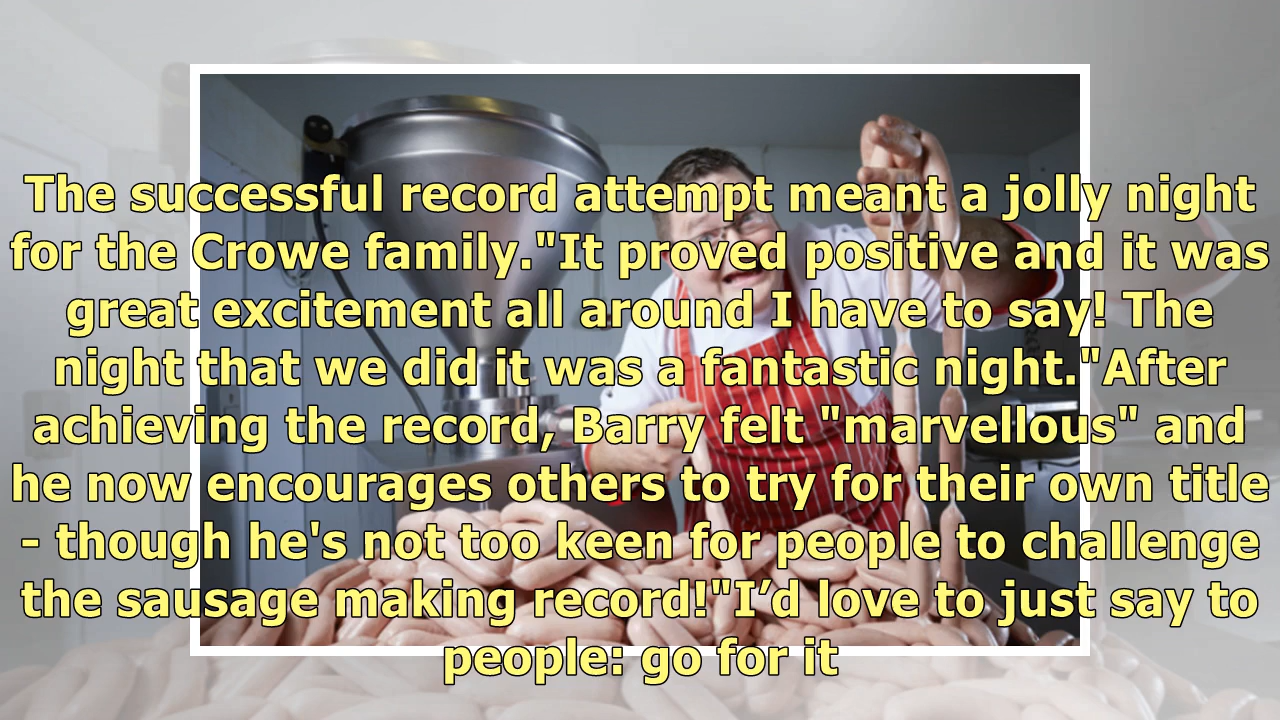 The successful record attempt meant a jolly night
for the Crowe family."It proved positive and it was
great excitement all around I have to say! The
night that we did it was a fantastic night."After
achieving the record, Barry felt "marvellous" and
he now encourages others to try for their own title
- though he's not too keen for people to challenge
the sausage making record!"I’d love to just say to
people: go for it